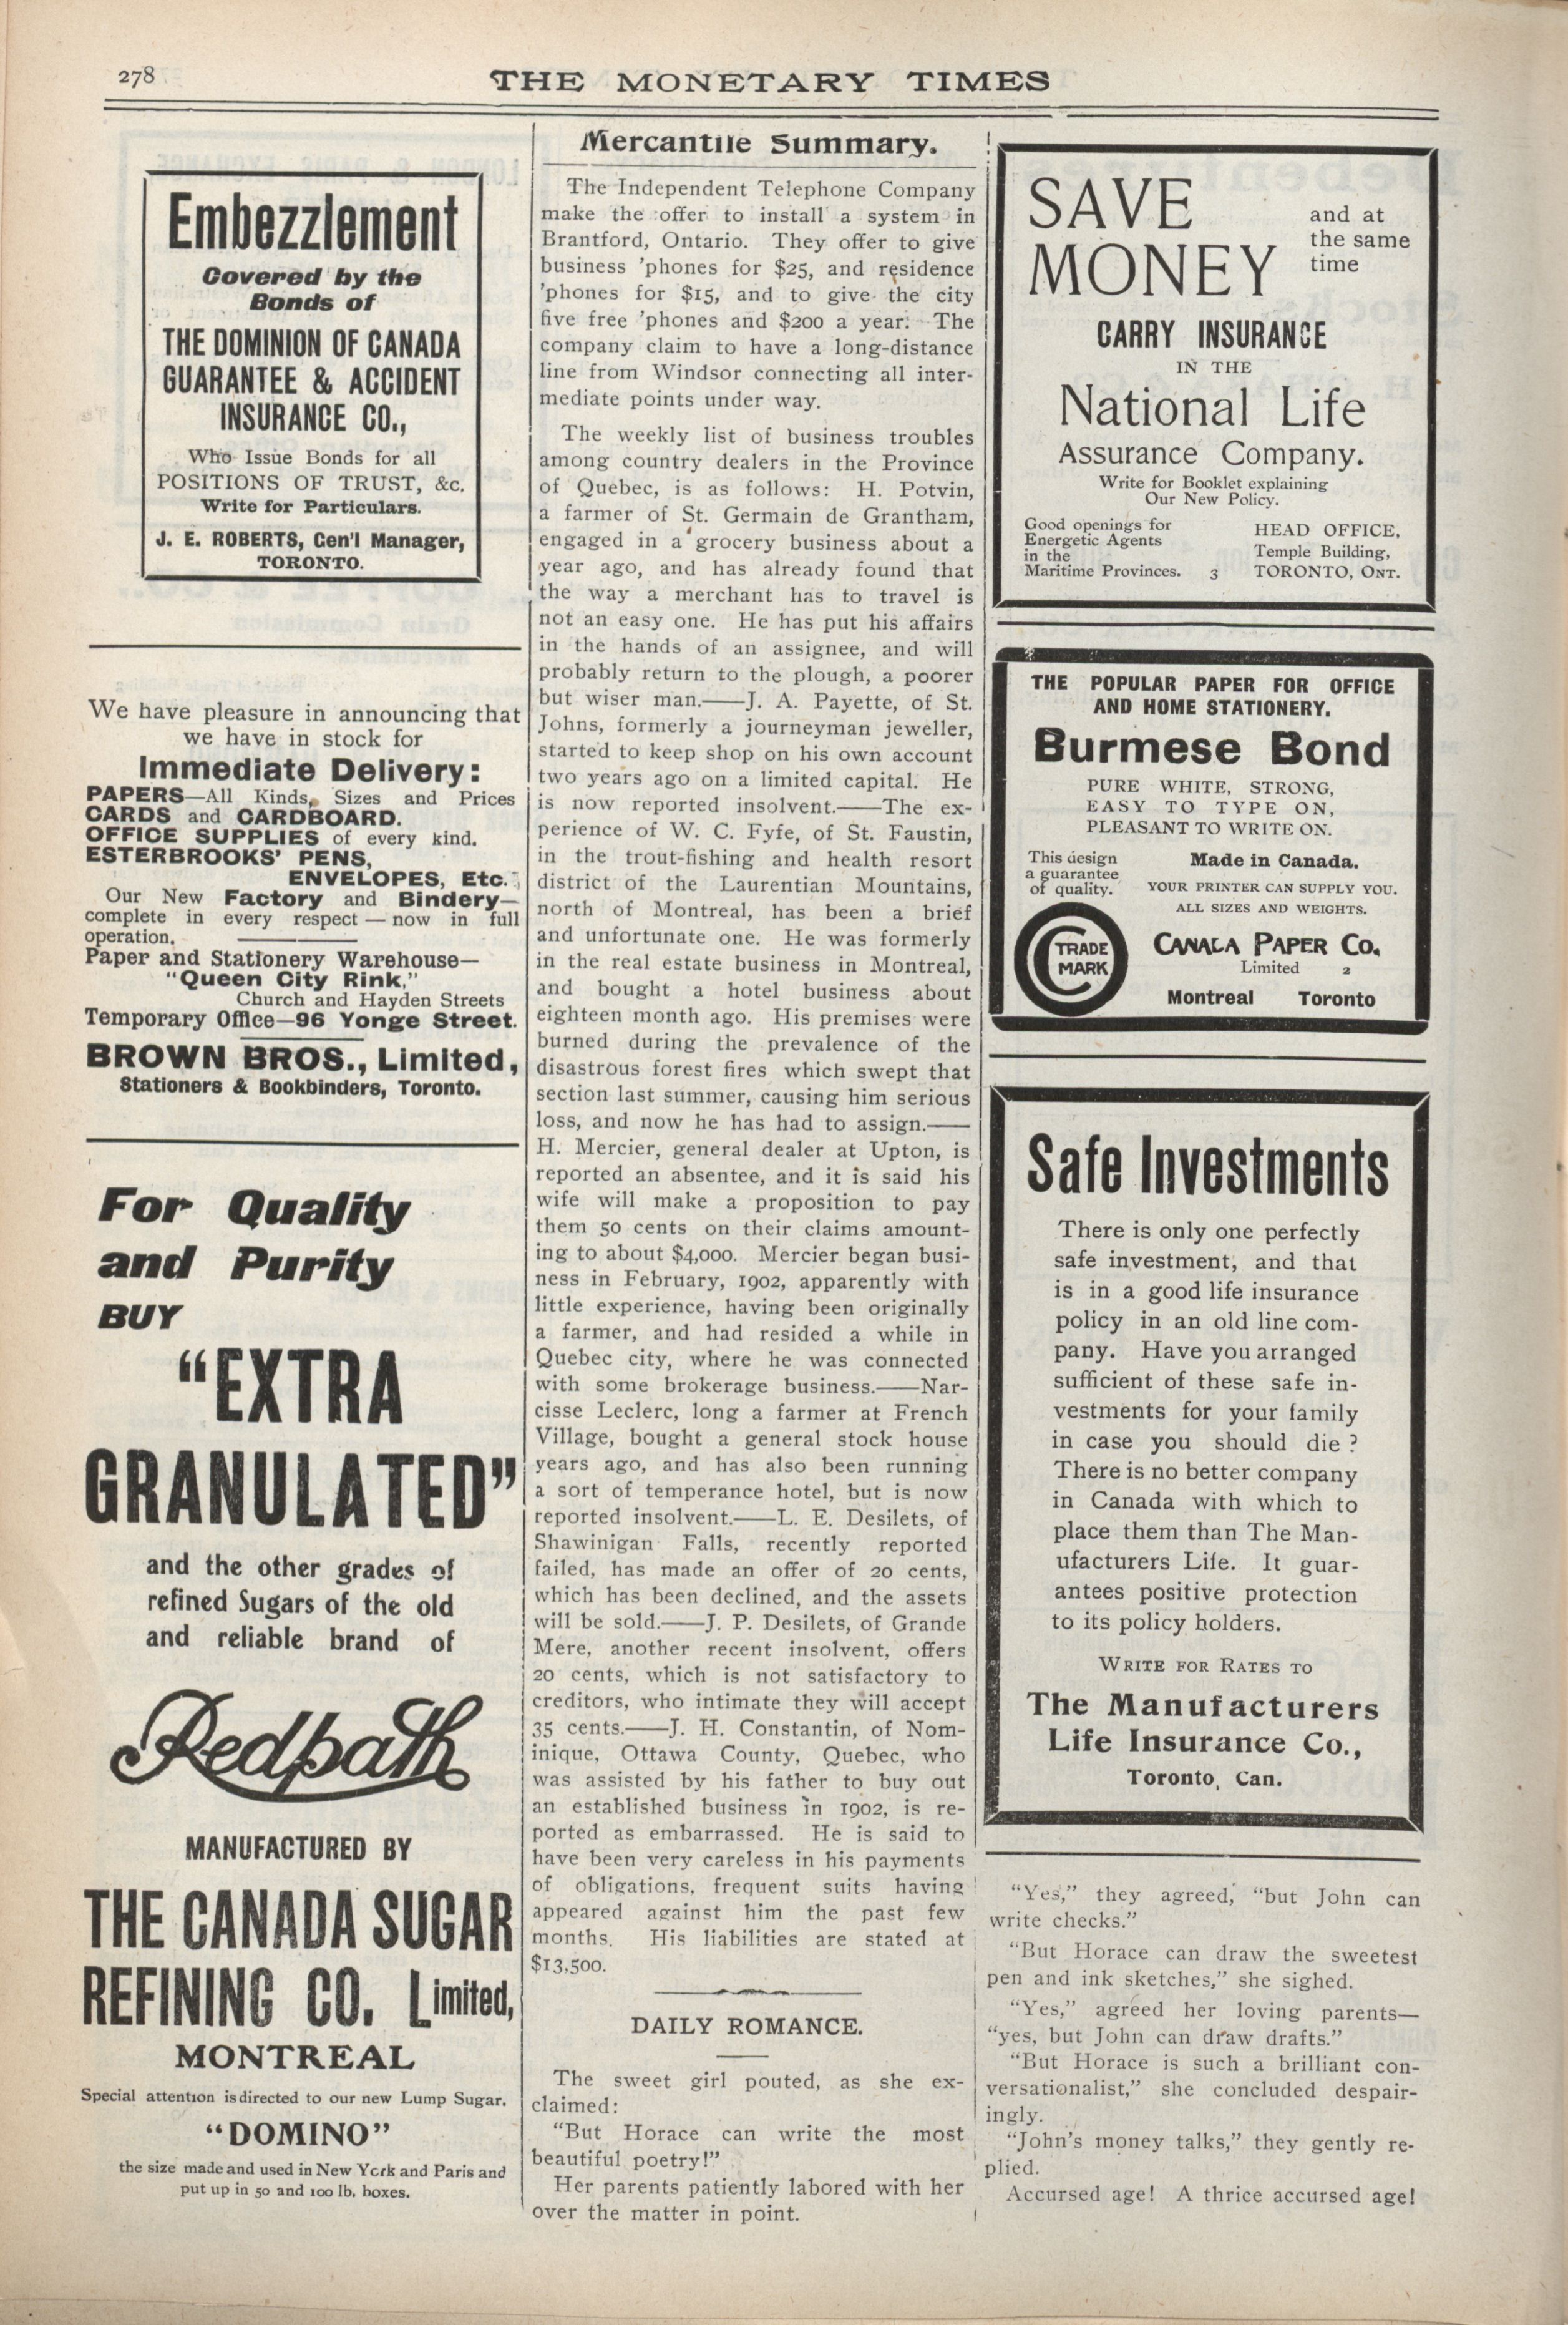 278
THE MONETARY TIMES
Embezzlement
Covered by the
Bonds of
THE DOMINION OF CANADA
GUARANTEE & ACCIDENT
INSURANCE CO.,
Who Issue Bonds for all
POSITIONS OF TRUST, &c.
Write for Particulars.
J. E. ROBERTS, Gen'l Manager,
TORONTO.
We have pleasure in announcing that
we have in stock for
Immediate Delivery:
PAPERS—All Kinds, Sizes and Prices
CARDS and CARDBOARD.
OFFICE SUPPLIES of every kind.
ESTERBROOKS' PENS,
ENVELOPES, Etc.
Our New Factory and Bindery—
complete in every respect — now in full
operation.
Paper and Stationery Warehouse—
"Queen City Rink,"
Church and Hayden Streets
Temporary Office—96 Yonge Street.
BROWN BROS., Limited,
Stationers & Bookbinders, Toronto.
For Quality
and Purity
BUY
"EXTRA
GRANULATED"
and the other grades of
refined Sugars of the old
and reliable brand of
Redpath
MANUFACTURED BY
THE CANADA SUGAR
REFINING CO. Limited,
MONTREAL
Special attention is directed to our new Lump Sugar.
"DOMINO"
the size made and used in New York and Paris and
put up in 50 and 100 lb. boxes.
Mercantile Summary.
The Independent Telephone Company
make the offer to install a system in
Brantford, Ontario. They offer to give
business 'phones for $25, and residence
'phones for $15, and to give the city
five free 'phones and $200 a year. The
company claim to have a long-distance
line from Windsor connecting all inter-
mediate points under way.
The weekly list of business troubles
among country dealers in the Province
of Quebec, is as follows: H. Potvin,
a farmer of St. Germain de Grantham,
engaged in a grocery business about a
year ago, and has already found that
the way a merchant has to travel is
not an easy one. He has put his affairs
in the hands of an assignee, and will
probably return to the plough, a poorer
but wiser man.——J. A. Payette, of St.
Johns, formerly a journeyman jeweller,
started to keep shop on his own account
two years ago on a limited capital. He
is now reported insolvent.——The ex-
perience of W. C. Fyfe, of St. Faustin,
in the trout-fishing and health resort
district of the Laurentian Mountains,
north of Montreal, has been a brief
and unfortunate one. He was formerly
in the real estate business in Montreal,
and bought a hotel business about
eighteen month ago. His premises were
burned during the prevalence of the
disastrous forest fires which swept that
section last summer, causing him serious
loss, and now he has had to assign.——
H. Mercier, general dealer at Upton, is
reported an absentee, and it is said his
wife will make a proposition to pay
them 50 cents on their claims amount-
ing to about $4,000. Mercier began busi-
ness in February, 1902, apparently with
little experience, having been originally
a farmer, and had resided a while in
Quebec city, where he was connected
with some brokerage business.——Nar-
cisse Leclerc, long a farmer at French
Village, bought a general stock house
years ago, and has also been running
a sort of temperance hotel, but is now
reported insolvent.——L. E. Desilets, of
Shawinigan Falls, recently reported
failed, has made an offer of 20 cents,
which has been declined, and the assets
will be sold.——J. P. Desilets, of Grande
Mere, another recent insolvent, offers
20 cents, which is not satisfactory to
creditors, who intimate they will accept
35 cents.——J. H. Constantin, of Nom-
inique, Ottawa County, Quebec, who
was assisted by his father to buy out
an established business in 1902, is re-
ported as embarrassed. He is said to
have been very careless in his payments
of obligations, frequent suits having
appeared against him the past few
months. His liabilities are stated at
$13,500.
DAILY ROMANCE.
The sweet girl pouted, as she ex-
claimed:
"But Horace can write the most
beautiful poetry!"
Her parents patiently labored with her
over the matter in point.
SAVE
MONEY
and at
the same
time
CARRY INSURANCE
IN THE
National Life
Assurance Company.
Write for Booklet explaining
Our New Policy.
Good openings for
Energetic Agents
in the
Maritime Provinces. 3
HEAD OFFICE,
Temple Building,
TORONTO, ONT.
THE POPULAR PAPER FOR OFFICE
AND HOME STATIONERY.
Burmese Bond
PURE WHITE, STRONG,
EASY TO TYPE ON,
PLEASANT TO WRITE ON.
This design
a guarantee
of quality.
TRADE
MARK
Made in Canada.
YOUR PRINTER CAN SUPPLY YOU.
ALL SIZES AND WEIGHTS.
CANADA PAPER CO.
Limited 2
Montreal Toronto
Safe Investments
There is only one perfectly
safe investment, and that
is in a good life insurance
policy in an old line com-
pany. Have you arranged
sufficient of these safe in-
vestments for your family
in case you should die?
There is no better company
in Canada with which to
place them than The Man-
ufacturers Life. It guar-
antees positive protection
to its policy holders.
WRITE FOR RATES TO
The Manufacturers
Life Insurance Co.,
Toronto, Can.
"Yes," they agreed, "but John can
write checks."
"But Horace can draw the sweetest
pen and ink sketches," she sighed.
"Yes," agreed her loving parents—
"yes, but John can draw drafts."
"But Horace is such a brilliant con-
versationalist," she concluded despair-
ingly.
"John's money talks," they gently re-
plied.
Accursed age! A thrice accursed age!